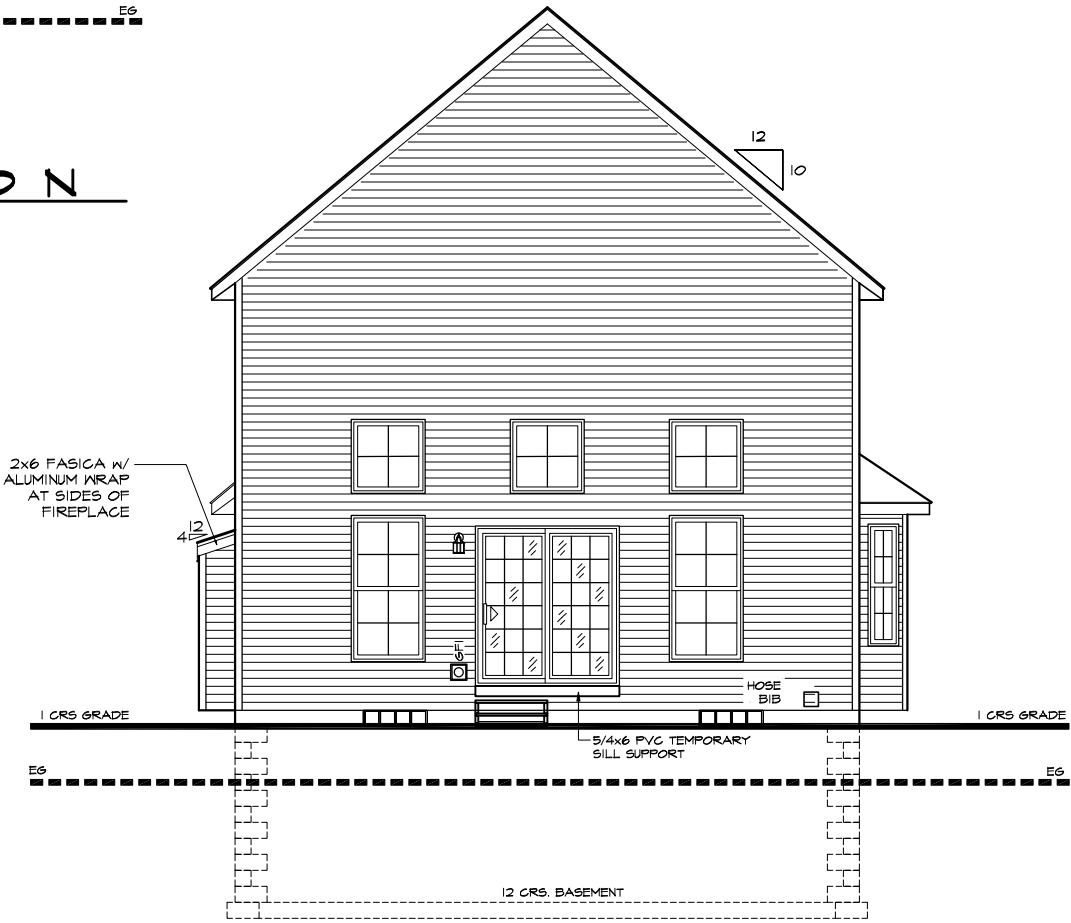 EG
O N
12
10
2x6 FASICA W/
ALUMINUM WRAP
AT SIDES OF
FIREPLACE
12
4
GFI
HOSE
BIB
1 CRS GRADE
1 CRS GRADE
5/4x6 PVC TEMPORARY
SILL SUPPORT
EG
EG
12 CRS. BASEMENT